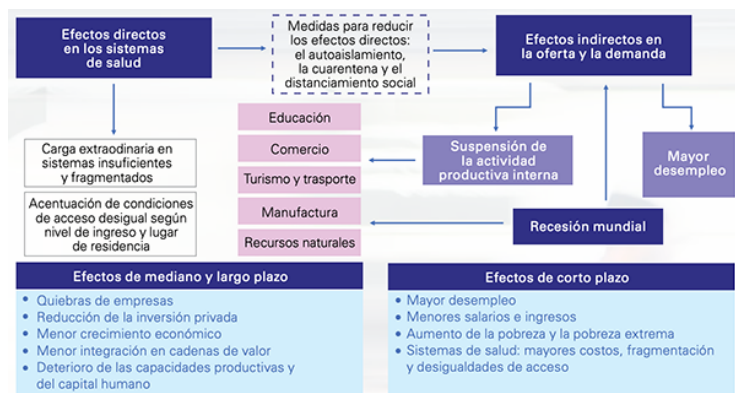 Efectos directos
en los sistemas
de salud
Medidas para reducir
los efectos directos:
el autoaislamiento,
la cuarentena y el
distanciamiento social
Efectos indirectos en
la oferta y la demanda
Carga extraodinaria en
sistemas insuficientes
y fragmentados
Acentuación de condiciones
de acceso desigual según
nivel de ingreso y lugar
de residencia
Educación
Comercio
Turismo y trasporte
Manufactura
Recursos naturales
Suspensión de
la actividad
productiva interna
Mayor
desempleo
Recesión mundial
Efectos de mediano y largo plazo
• Quiebras de empresas
• Reducción de la inversión privada
• Menor crecimiento económico
• Menor integración en cadenas de valor
• Deterioro de las capacidades productivas y
del capital humano
Efectos de corto plazo
• Mayor desempleo
• Menores salarios e ingresos
• Aumento de la pobreza y la pobreza extrema
• Sistemas de salud: mayores costos, fragmentación
y desigualdades de acceso